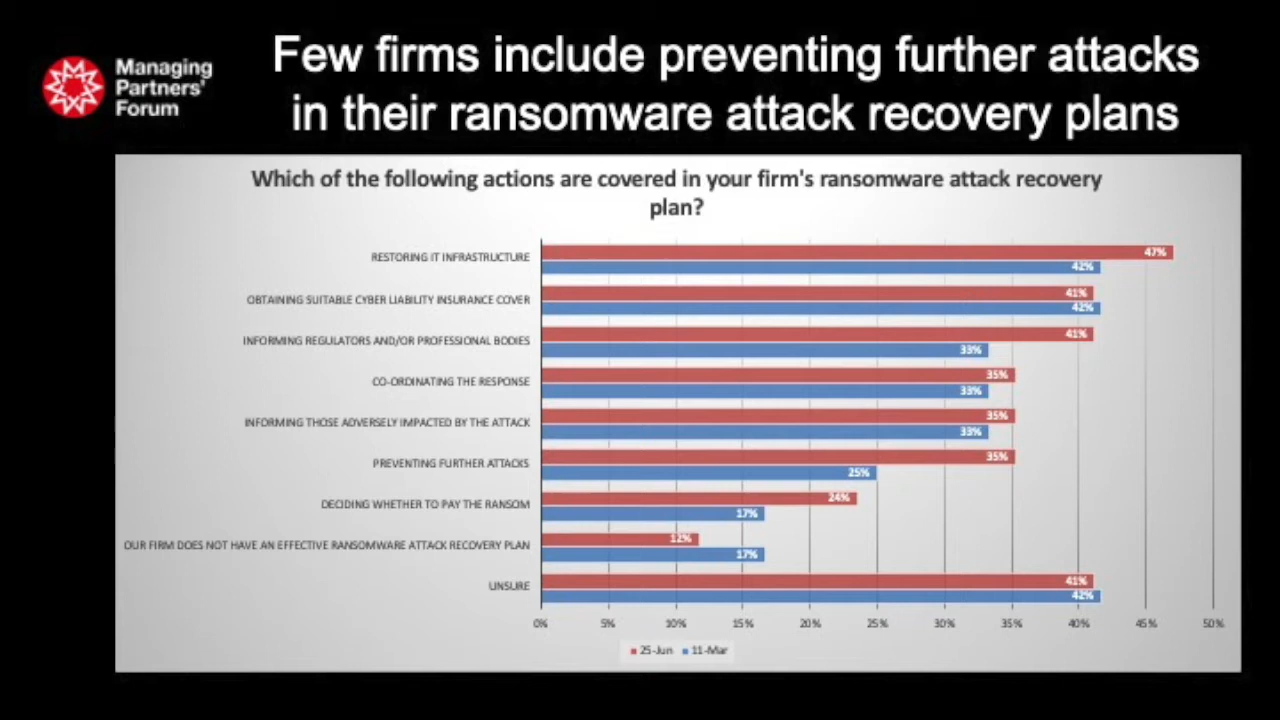 Managing
Partners'
Forum
Few firms include preventing further attacks
in their ransomware attack recovery plans
Which of the following actions are covered in your firm's ransomware attack recovery
plan?
RESTORING IT INFRASTRUCTURE
47%
42%
OBTAINING SUITABLE CYBER LIABILITY INSURANCE COVER
41%
42%
INFORMING REGULATORS AND/OR PROFESSIONAL BODIES
41%
33%
CO-ORDINATING THE RESPONSE
35%
33%
INFORMING THOSE ADVERSELY IMPACTED BY THE ATTACK
35%
33%
PREVENTING FURTHER ATTACKS
35%
25%
DECIDING WHETHER TO PAY THE RANSOM
24%
17%
OUR FIRM DOES NOT HAVE AN EFFECTIVE RANSOMWARE ATTACK RECOVERY PLAN
12%
17%
UNSURE
41%
42%
0% 5% 10% 15% 20% 25% 30% 35% 40% 45% 50%
25-Jun 11-Mar